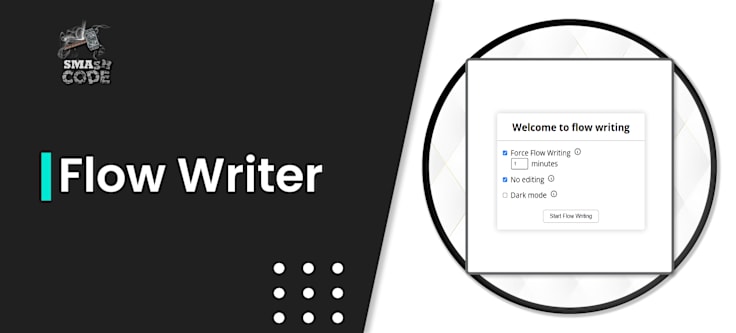 SMAsh
CODE
Flow Writer
Welcome to flow writing
Force Flow Writing
1 minutes
No editing
Dark mode
Start Flow Writing